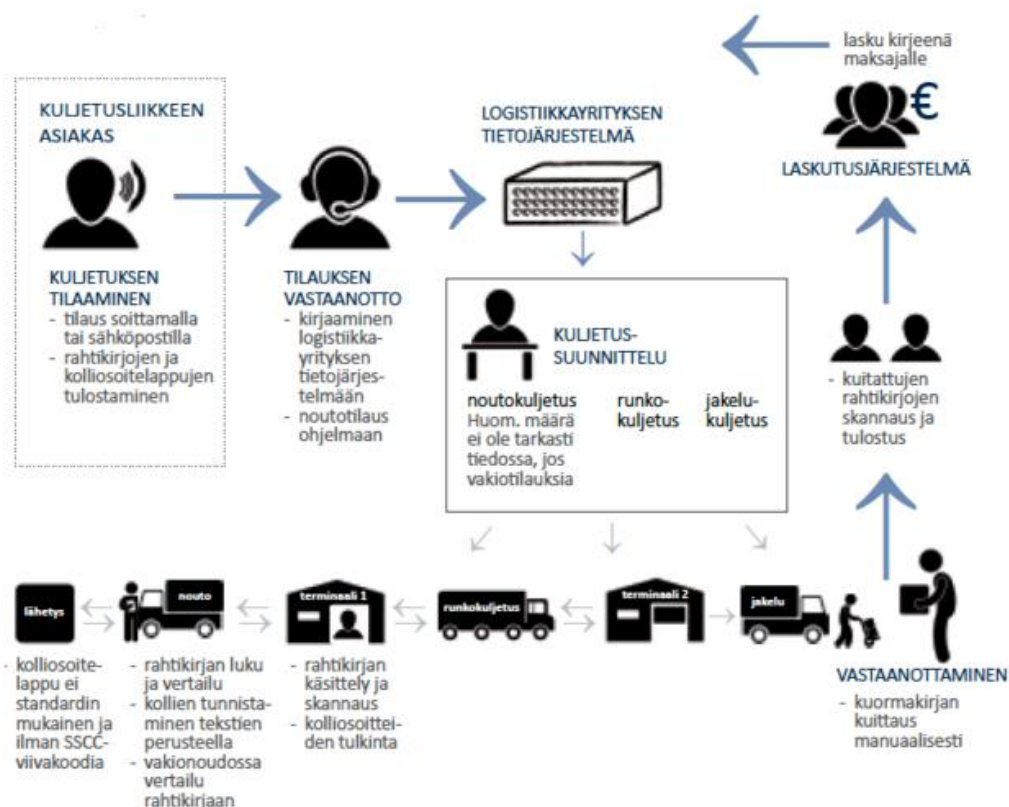 lasku kirjeenä
maksajalle
€
LASKUTUSJÄRJESTELMÄ
KULJETUSLIIKKEEN
ASIAKAS
KULJETUKSEN
TILAAMINEN
- tilaus soittamalla
tai sähköpostilla
- rahtikirjojen ja
kolliosoitelappujen
tulostaminen
TILAUKSEN
VASTAANOTTO
- kirjaaminen
logistiikka-
yrityksen
tietojärjes-
telmään
- noutotilaus
ohjelmaan
LOGISTIIKKAYRITYKSEN
TIETOJÄRJESTELMÄ
KULJETUS-
SUUNNITTELU
noutokuljetus
Huom. määrä
ei ole tarkasti
tiedossa, jos
vakiotilauksia
runko-
kuljetus
jakelu-
kuljetus
- kuitattujen
rahtikirjojen
skannaus ja
tulostus
lähetys
- kolliosoite-
lappu ei
standardin
mukainen ja
ilman SSCC-
viivakoodia
nouto
- rahtikirjan luku
ja vertailu
- kollien tunnista-
minen tekstien
perusteella
- vakionoudossa
vertailu
rahtikirjaan
terminaali 1
- rahtikirjan
käsittely ja
skannaus
- kolliosoittei-
den tulkinta
runkokuljetus
terminaali 2
jakelu
VASTAANOTTAMINEN
- kuormakirjan
kuittaus
manuaalisesti